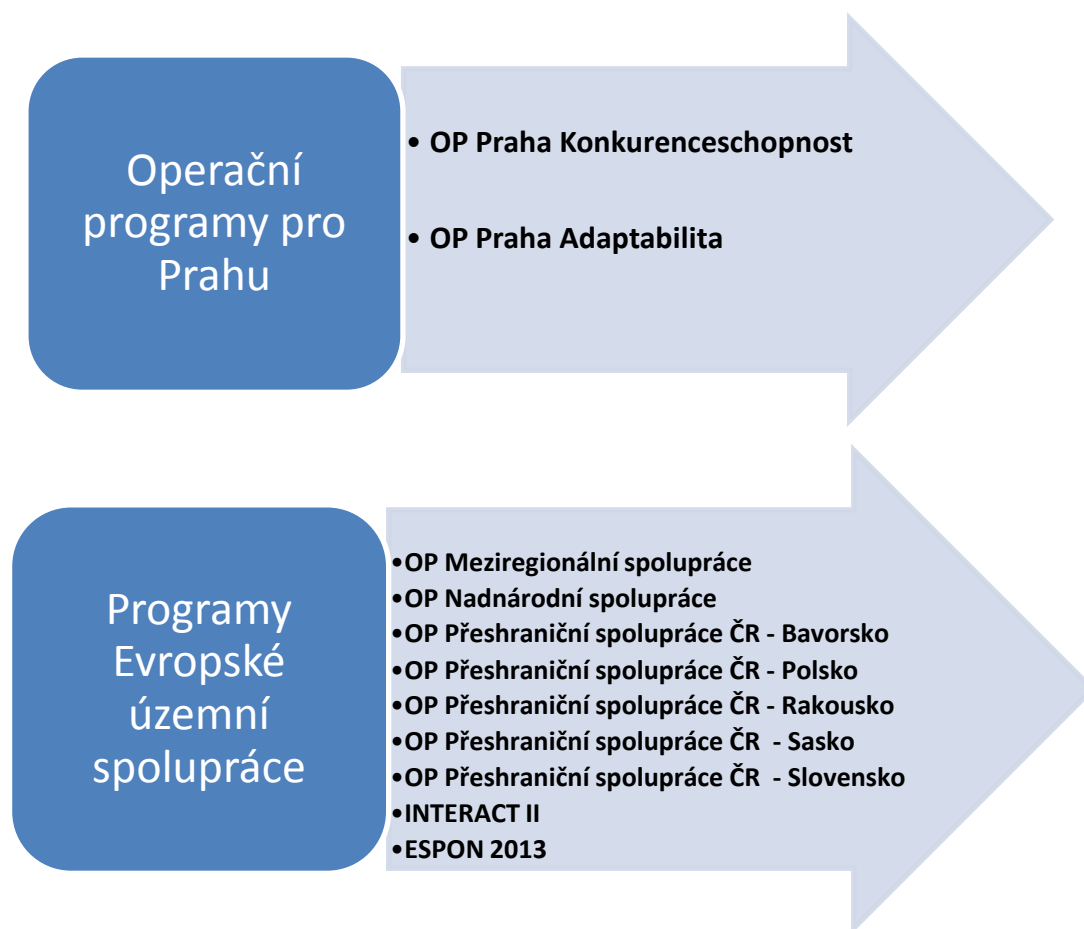 Operační
programy pro
Prahu
• OP Praha Konkurenceschopnost
• OP Praha Adaptabilita
Programy
Evropské
územní
spolupráce
•OP Meziregionální spolupráce
•OP Nadnárodní spolupráce
•OP Přeshraniční spolupráce ČR - Bavorsko
•OP Přeshraniční spolupráce ČR - Polsko
•OP Přeshraniční spolupráce ČR - Rakousko
•OP Přeshraniční spolupráce ČR - Sasko
•OP Přeshraniční spolupráce ČR - Slovensko
•INTERACT II
•ESPON 2013